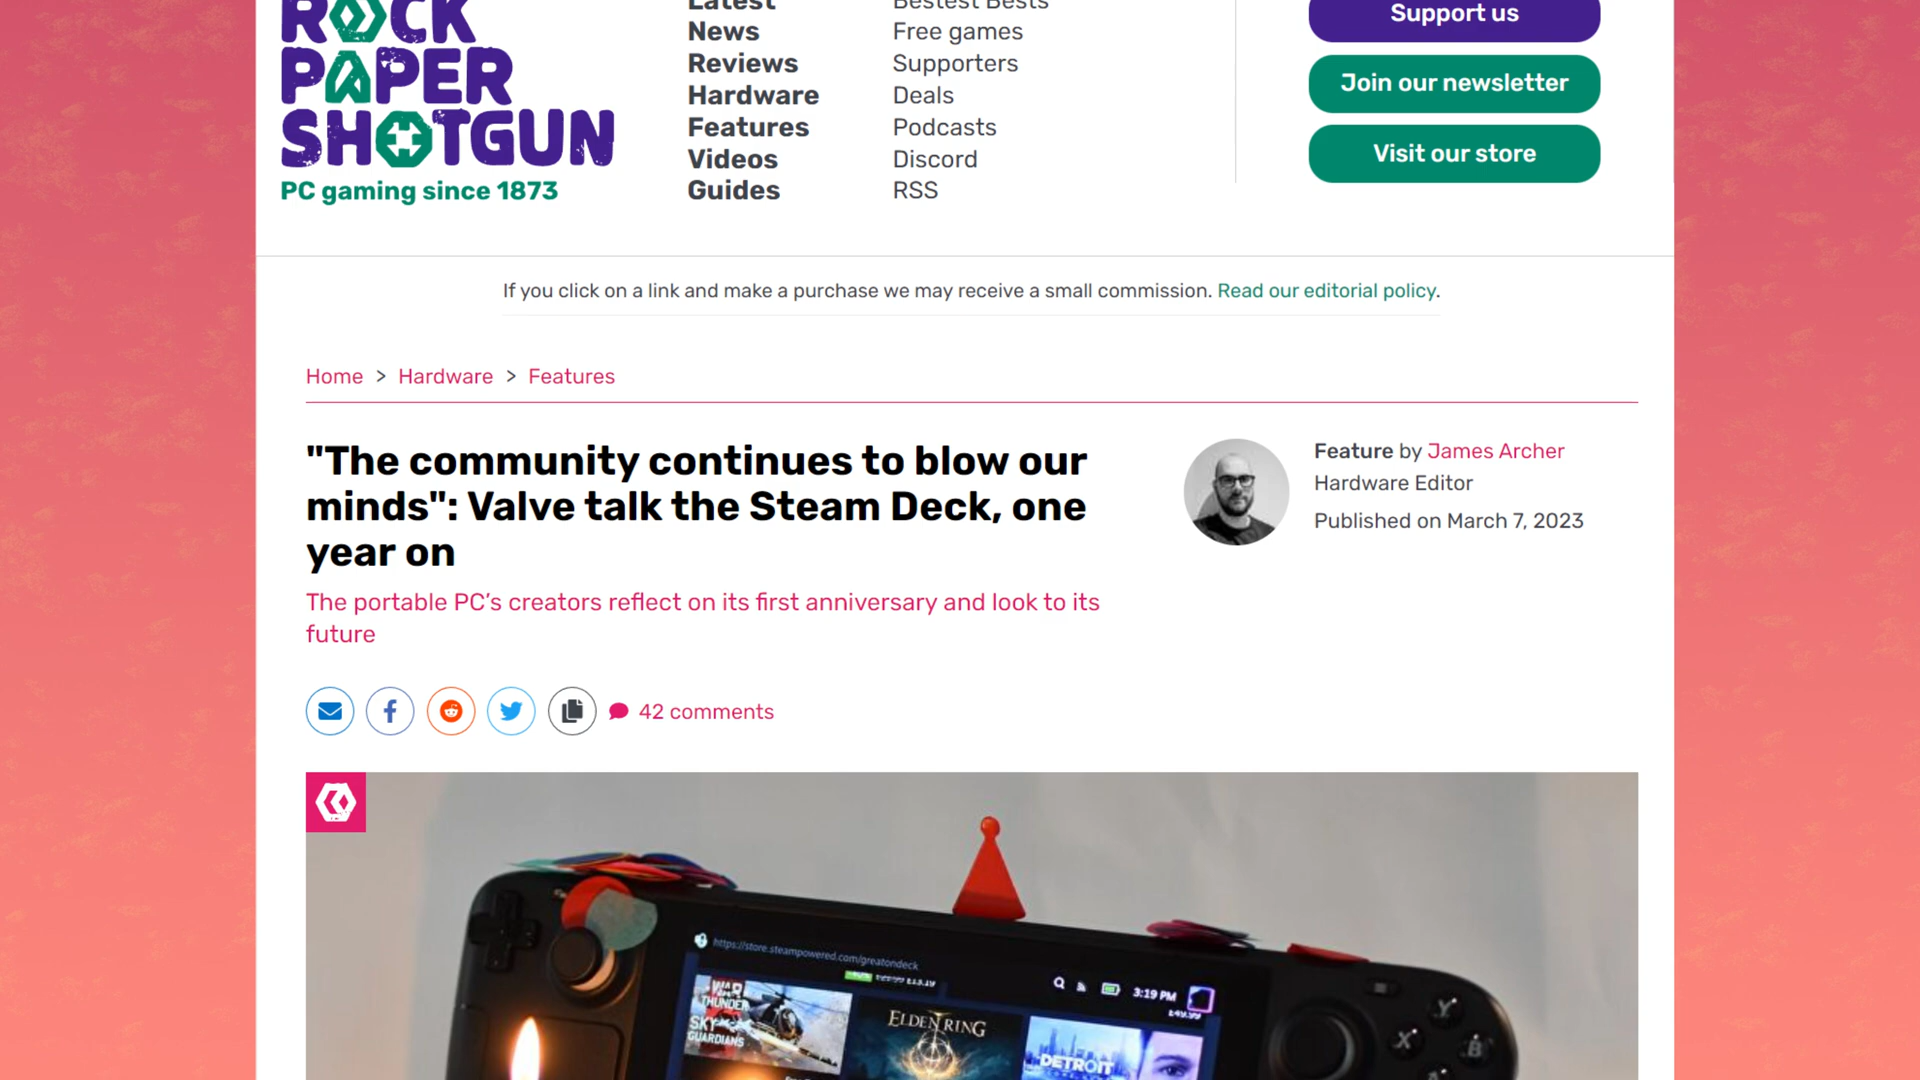 ROCK
PAPER
SHOTGUN
PC gaming since 1873
Latest
News
Reviews
Hardware
Features
Videos
Guides
Bestest Bests
Free games
Supporters
Deals
Podcasts
Discord
RSS
Support us
Join our newsletter
Visit our store
If you click on a link and make a purchase we may receive a small commission. Read our editorial policy.
Home > Hardware > Features
"The community continues to blow our
minds": Valve talk the Steam Deck, one
year on
The portable PC's creators reflect on its first anniversary and look to its
future
Feature by James Archer
Hardware Editor
Published on March 7, 2023
42 comments
https://store.steampowered.com/greatondeck
3:19 PM
£49.99
WAR
THUNDER
SKY
GUARDIANS
ELDEN RING
DETROIT
Y
X
B